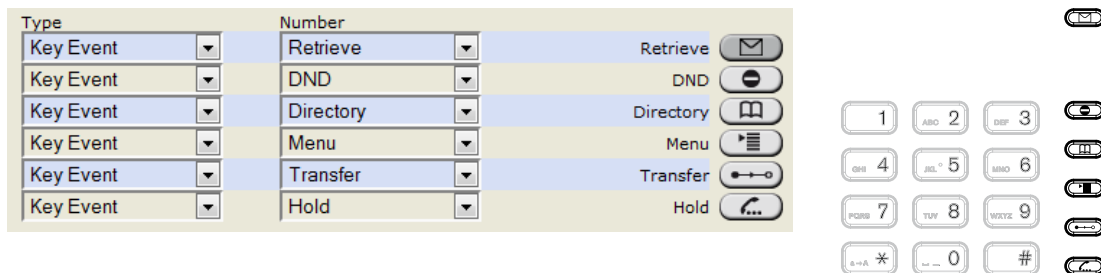 Type Number
Key Event Retrieve Retrieve
Key Event DND DND
Key Event Directory Directory
Key Event Menu Menu
Key Event Transfer Transfer
Key Event Hold Hold
1 ABC 2 DEF 3
GHI 4 JKL 5 MNO 6
PQRS 7 TUV 8 WXYZ 9
a→A * 0 #